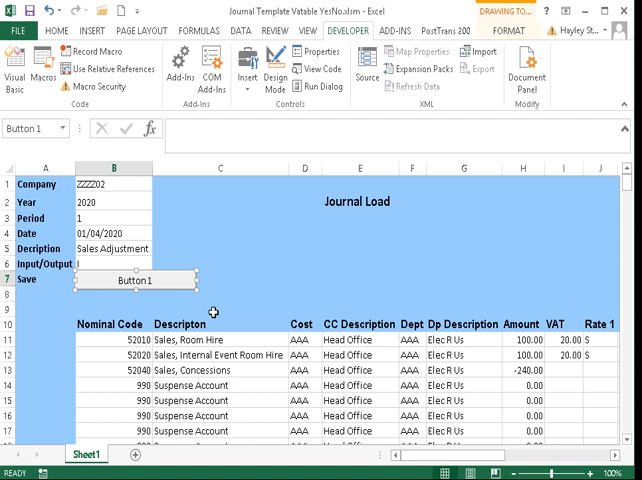 Journal Template Vatable YesNo.xlsm - Excel
DRAWING TO...
FILE HOME INSERT PAGE LAYOUT FORMULAS DATA REVIEW VIEW DEVELOPER ADD-INS PostTrans 200 FORMAT Hayley St...
Visual Basic
Macros
Record Macro
Use Relative References
Macro Security
Code
Add-Ins
COM Add-Ins
Add-Ins
Insert
Design Mode
Properties
View Code
Run Dialog
Controls
Source
Map Properties
Expansion Packs
Refresh Data
Import
Export
XML
Document Panel
Modify
Button 1
fx
A B C D E F G H I J
1 Company ZZZZ02
2 Year 2020 Journal Load
3 Period 1
4 Date 01/04/2020
5 Decription Sales Adjustment
6 Input/Output I
7 Save Button 1
8
9
10 Nominal Code Descripton Cost CC Description Dept Dp Description Amount VAT Rate 1
11 52010 Sales, Room Hire AAA Head Office AAA Elec R Us 100.00 20.00 S
12 52020 Sales, Internal Event Room Hire AAA Head Office AAA Elec R Us 100.00 20.00 S
13 52040 Sales, Concessions AAA Head Office AAA Elec R Us -240.00
14 990 Suspense Account AAA Head Office AAA Elec R Us 0.00
15 990 Suspense Account AAA Head Office AAA Elec R Us 0.00
16 990 Suspense Account AAA Head Office AAA Elec R Us 0.00
17 990 Suspense Account AAA Head Office AAA Elec R Us 0.00
Sheet1
READY 100%